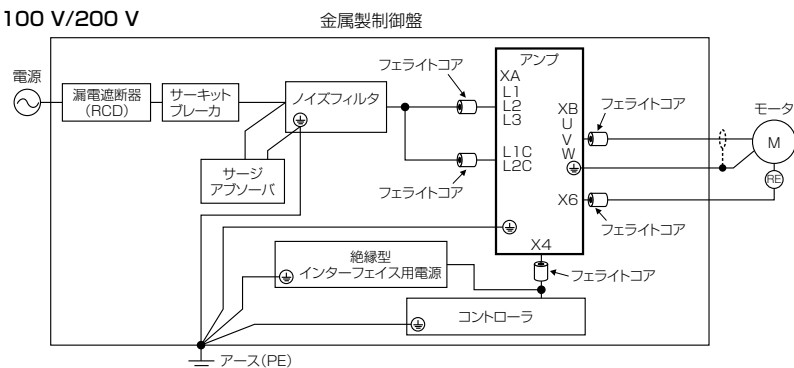 100 V/200 V
金属製制御盤
電源
漏電遮断器
(RCD)
サーキット
ブレーカ
ノイズフィルタ
サージ
アブソーバ
フェライトコア
フェライトコア
アンプ
XA
L1
L2
L3
L1C
L2C
XB
U
V
W
X6
X4
フェライトコア
モータ
M
RE
フェライトコア
フェライトコア
絶縁型
インターフェイス用電源
コントローラ
アース(PE)